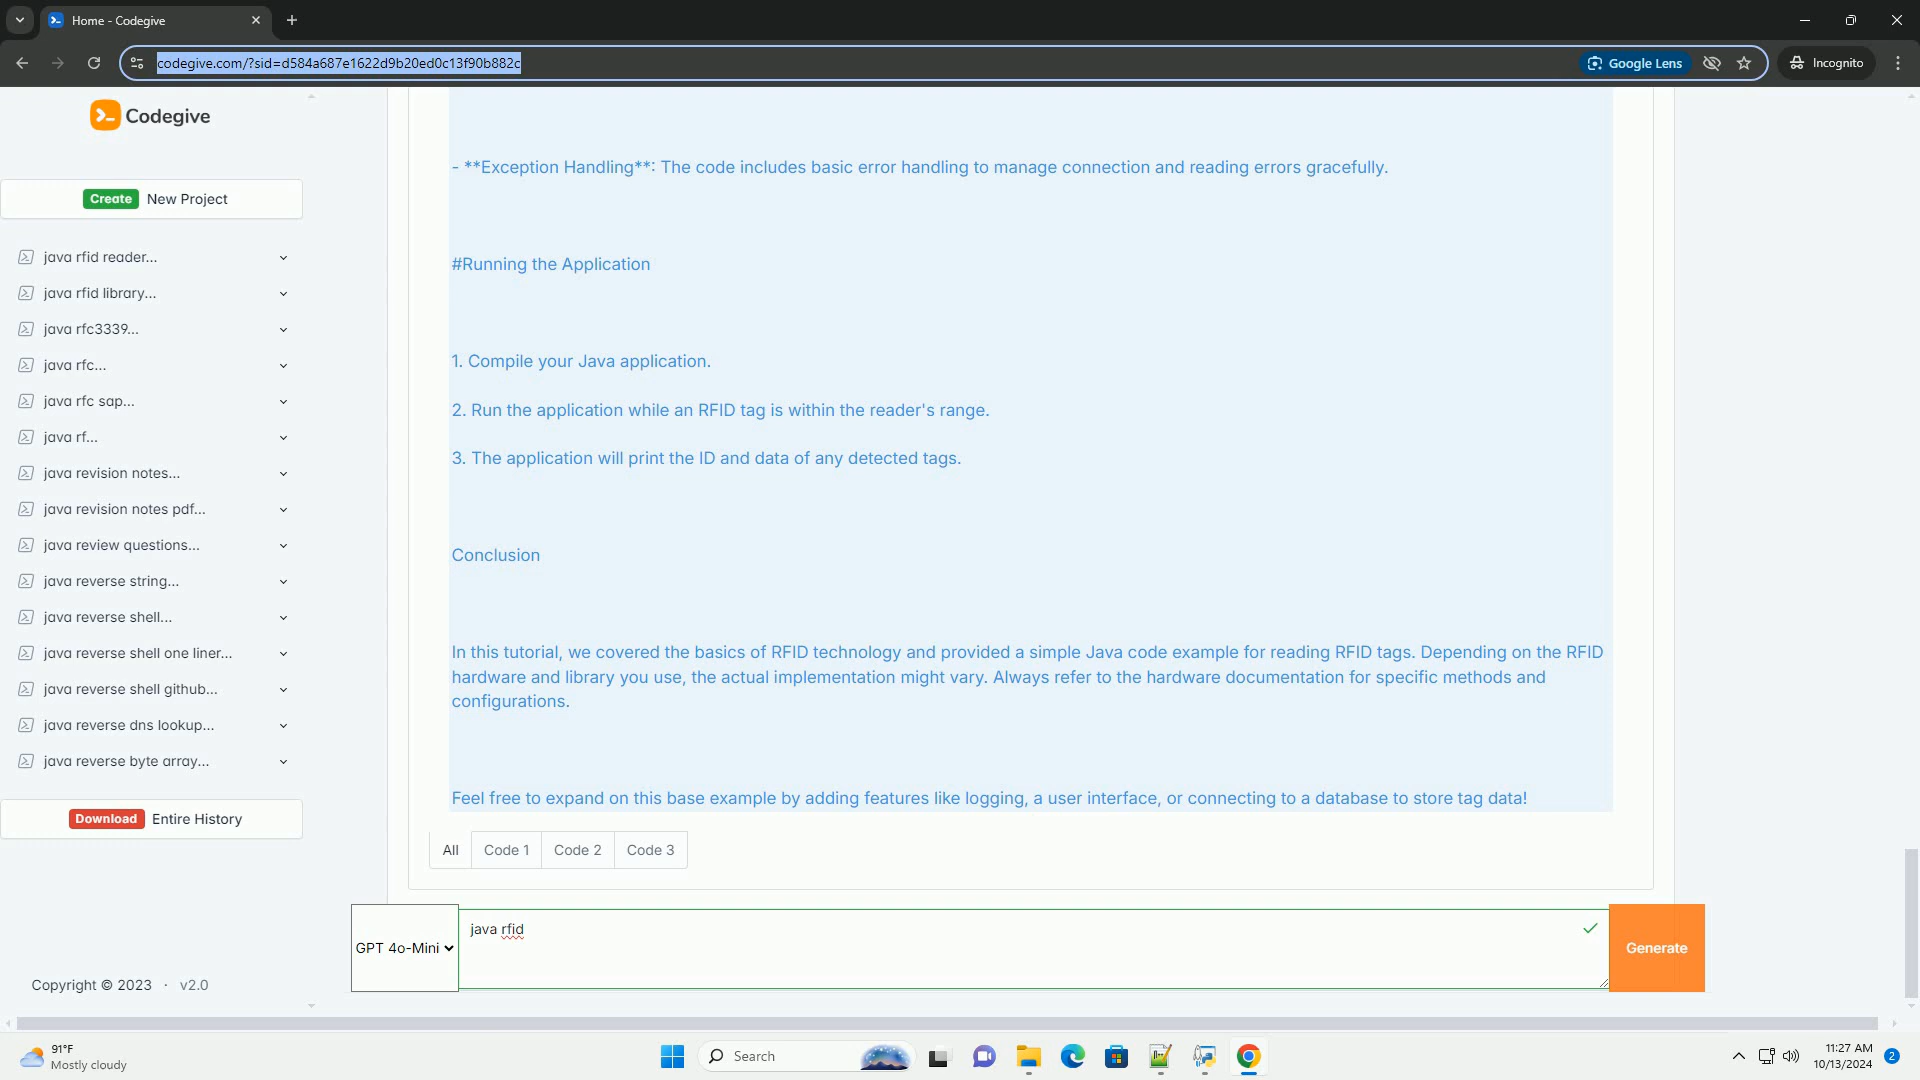 Home - Codegive
codegive.com/?sid=d584a687e1622d9b20ed0c13f90b882c
Google Lens
Incognito
Codegive
Create New Project
java rfid reader...
java rfid library...
java rfc3339...
java rfc...
java rfc sap...
java rf...
java revision notes...
java revision notes pdf...
java review questions...
java reverse string...
java reverse shell...
java reverse shell one liner...
java reverse shell github...
java reverse dns lookup...
java reverse byte array...
Download Entire History
Copyright © 2023 · v2.0
- **Exception Handling**: The code includes basic error handling to manage connection and reading errors gracefully.
#Running the Application
1. Compile your Java application.
2. Run the application while an RFID tag is within the reader's range.
3. The application will print the ID and data of any detected tags.
Conclusion
In this tutorial, we covered the basics of RFID technology and provided a simple Java code example for reading RFID tags. Depending on the RFID
hardware and library you use, the actual implementation might vary. Always refer to the hardware documentation for specific methods and
configurations.
Feel free to expand on this base example by adding features like logging, a user interface, or connecting to a database to store tag data!
All Code 1 Code 2 Code 3
GPT 4o-Mini
java rfid
Generate
91°F
Mostly cloudy
Search
11:27 AM
10/13/2024
2